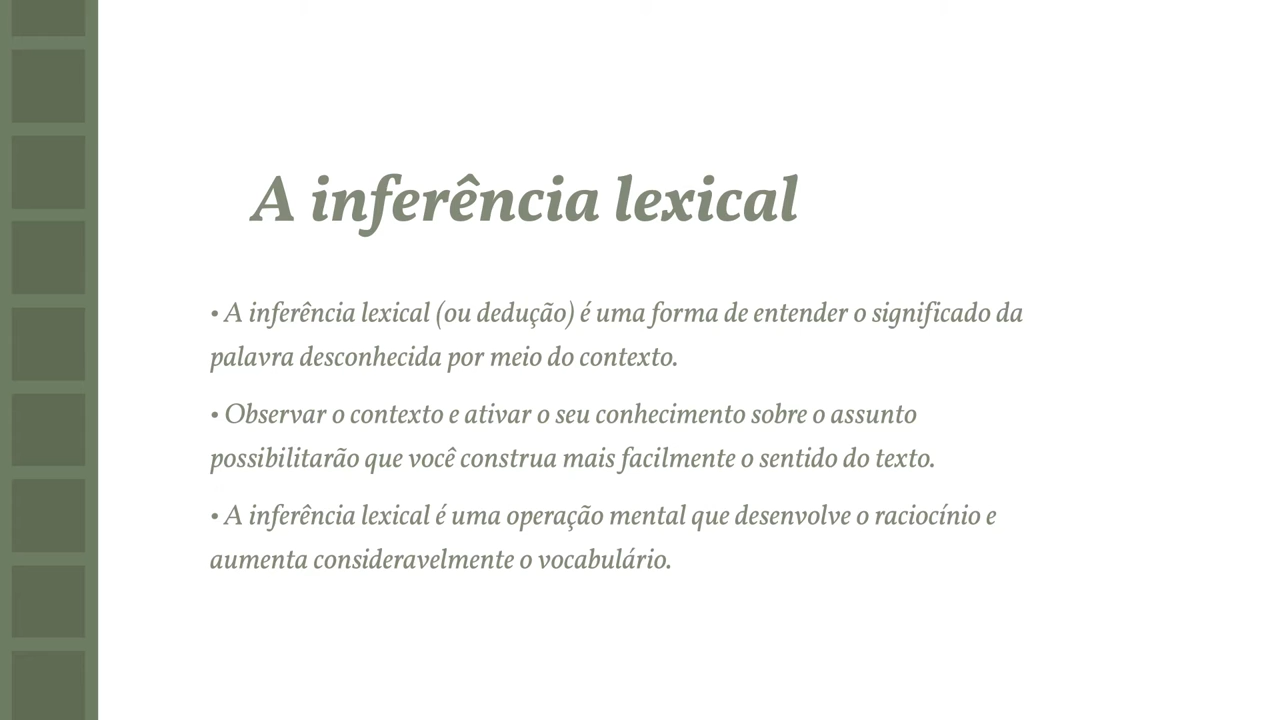 A inferência lexical
• A inferência lexical (ou dedução) é uma forma de entender o significado da
palavra desconhecida por meio do contexto.
• Observar o contexto e ativar o seu conhecimento sobre o assunto
possibilitarão que você construa mais facilmente o sentido do texto.
• A inferência lexical é uma operação mental que desenvolve o raciocínio e
aumenta consideravelmente o vocabulário.